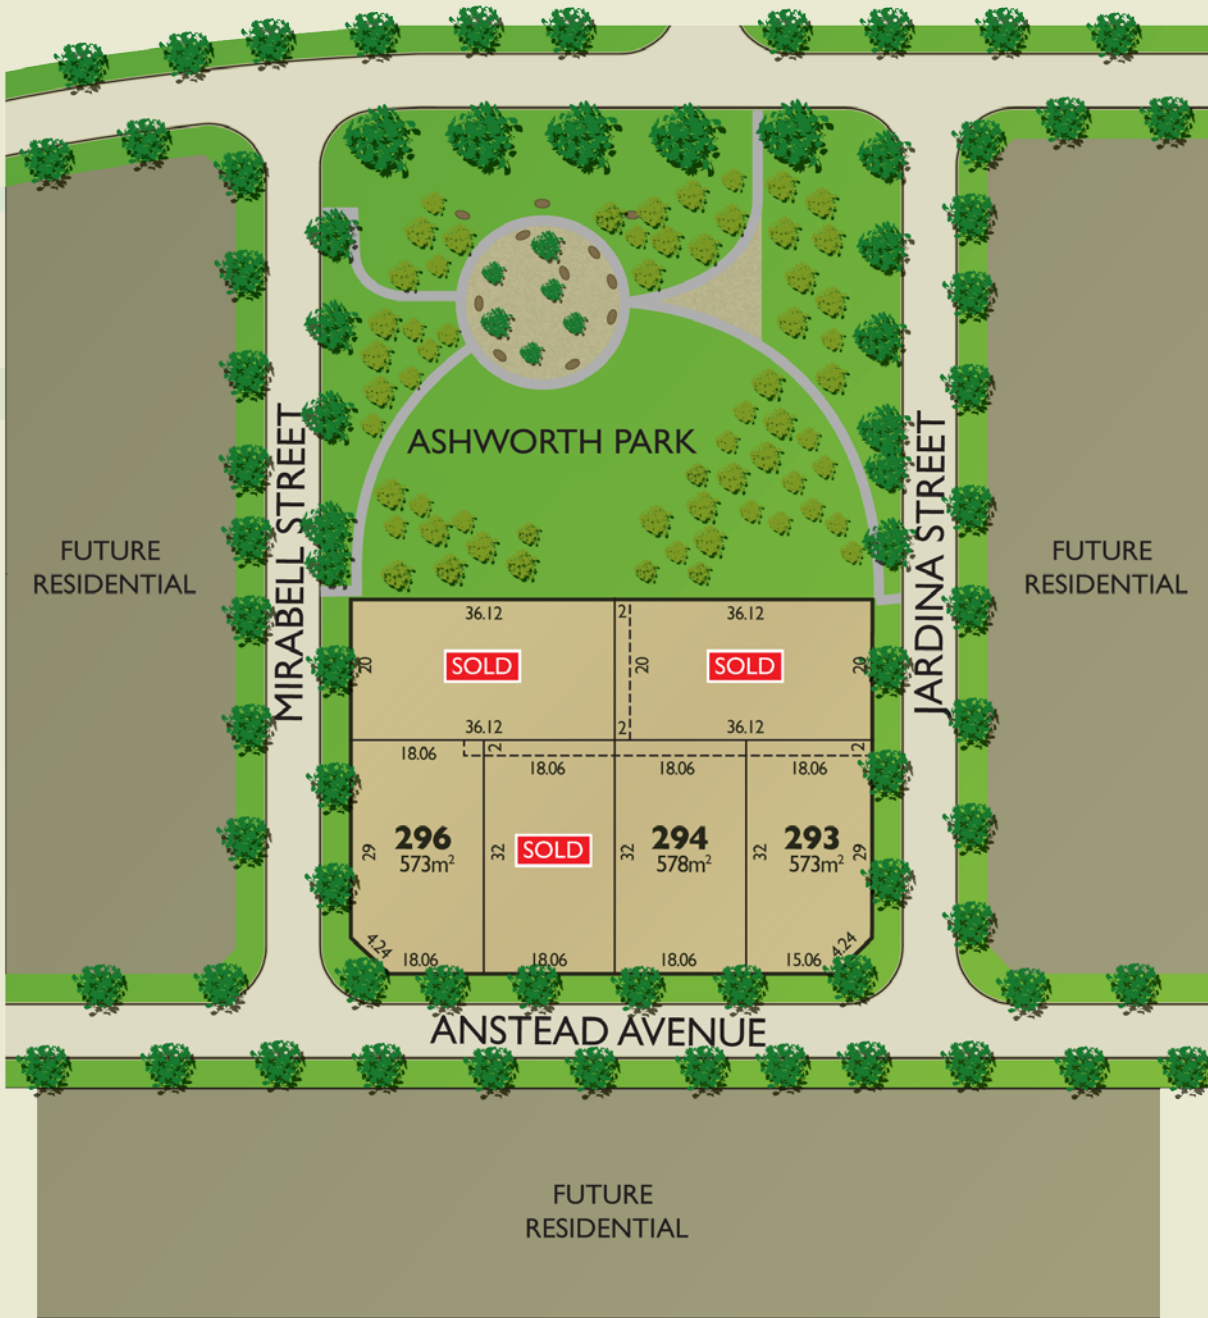 ASHWORTH PARK
MIRABELL STREET
JARDINA STREET
FUTURE
RESIDENTIAL
FUTURE
RESIDENTIAL
36.12
2
36.12
20
SOLD
20
SOLD
20
36.12
2
36.12
18.06
2
18.06
18.06
18.06
2
296
573m²
29
32
SOLD
32
294
578m²
32
293
573m²
29
4.24
18.06
18.06
18.06
15.06
4.24
ANSTEAD AVENUE
FUTURE
RESIDENTIAL